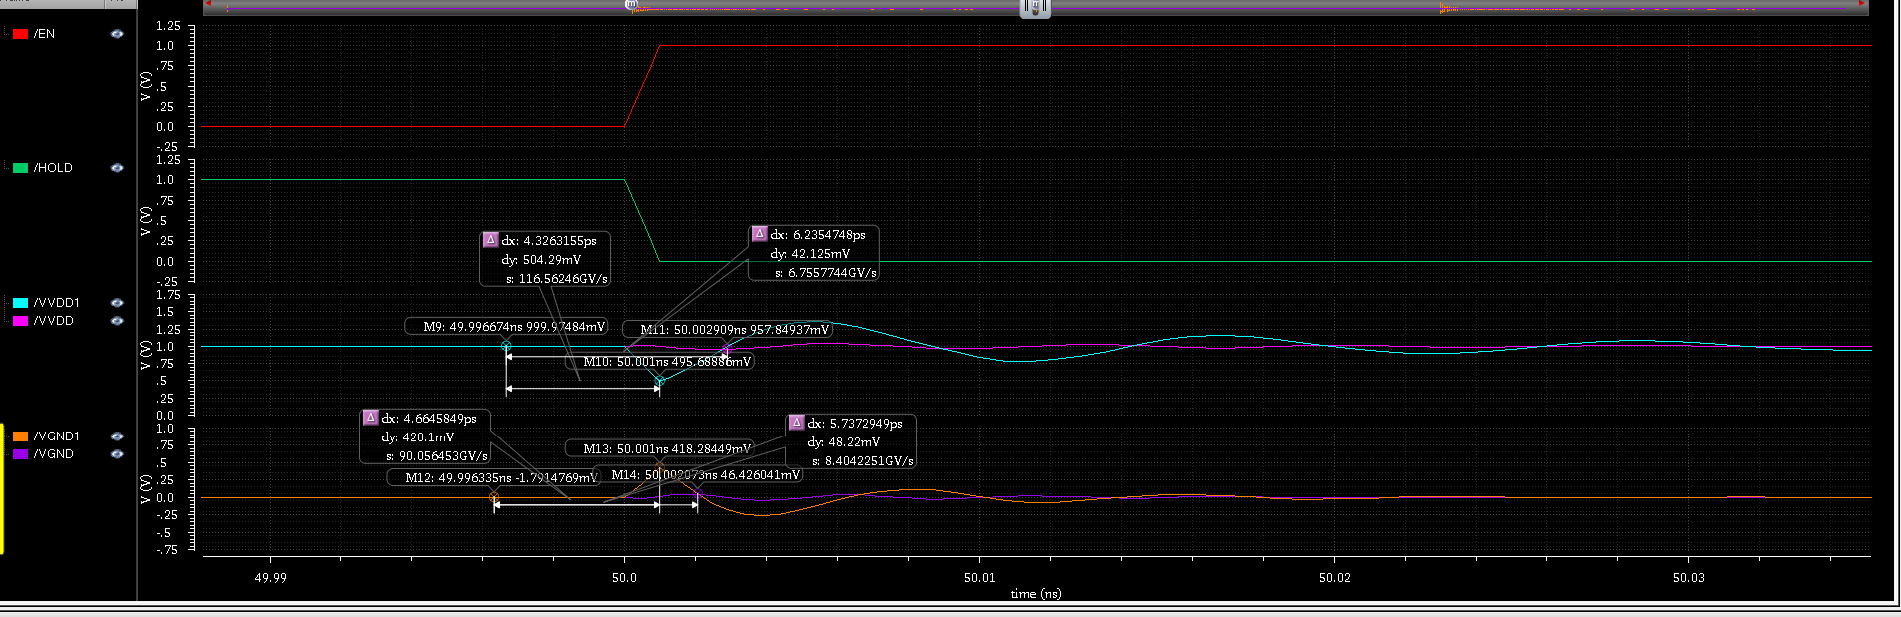 /EN
1.25
1.0
.75
.5
.25
0.0
-.25
V (V)
/HOLD
1.25
1.0
.75
.5
.25
0.0
-.25
V (V)
dx: 4.3263155ps
dy: 504.29mV
s: 116.56246GV/s
dx: 6.2354748ps
dy: 42.125mV
s: 6.7557744GV/s
/VVDD1
/VVDD
1.75
1.5
1.25
1.0
.75
.5
.25
0.0
V (V)
M9: 49.996674ns 999.97484mV
M11: 50.002909ns 957.84937mV
M10: 50.001ns 495.68886mV
/VGND1
/VGND
1.0
.75
.5
.25
0.0
-.25
-.5
-.75
V (V)
dx: 4.6645849ps
dy: 420.1mV
s: 90.056453GV/s
dx: 5.7372949ps
dy: 48.22mV
s: 8.4042251GV/s
M13: 50.001ns 418.28449mV
M12: 49.996335ns -1.7914769mV
M14: 50.002073ns 46.426041mV
49.99
50.0
50.01
50.02
50.03
time (ns)